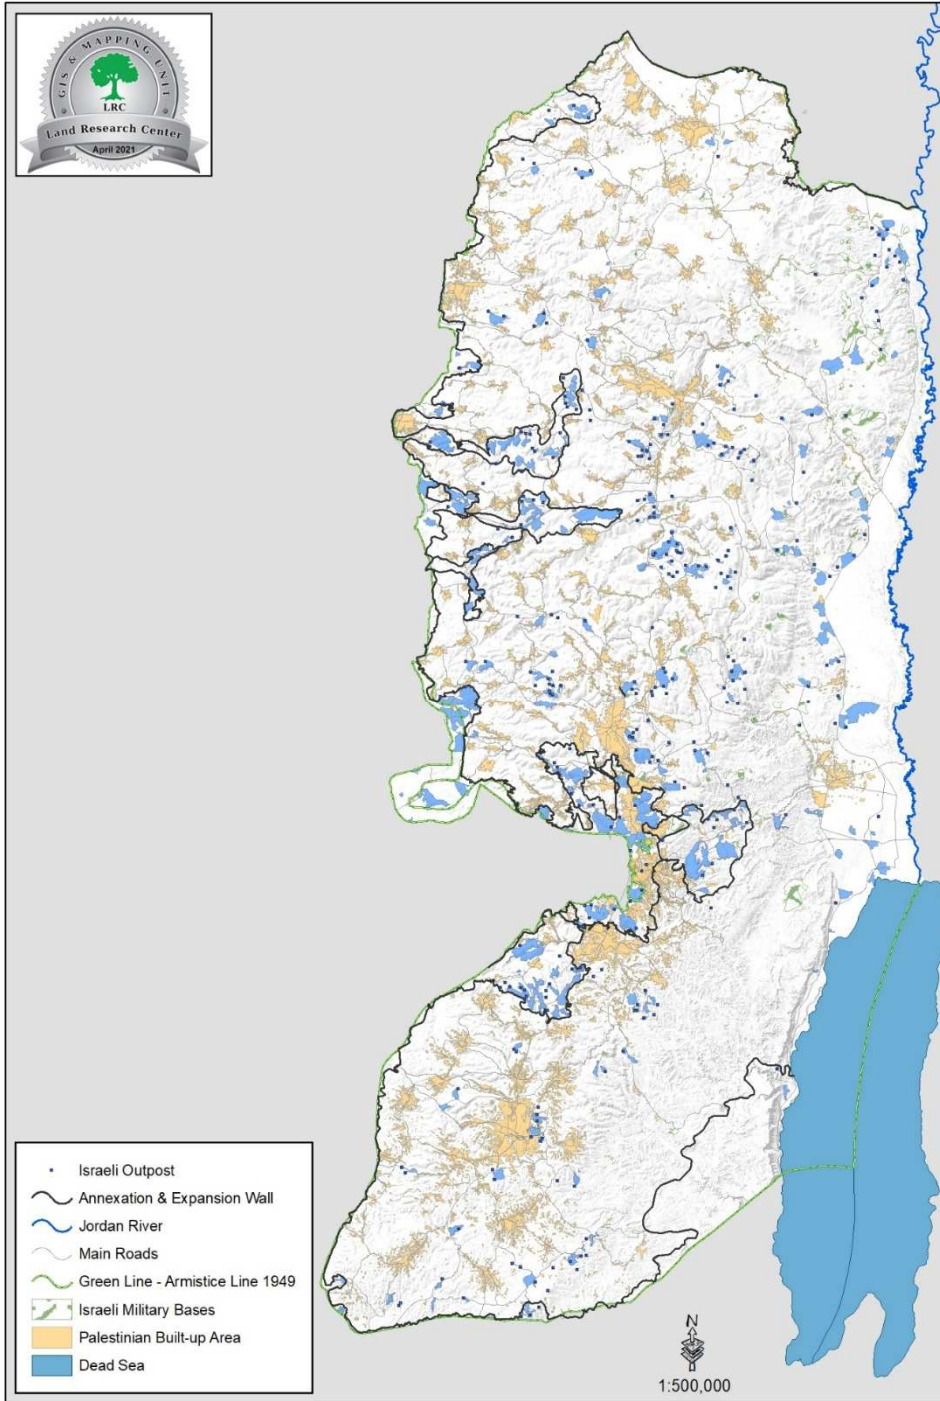 GIS & MAPPING UNIT
LRC
Land Research Center
April 2021
Israeli Outpost
Annexation & Expansion Wall
Jordan River
Main Roads
Green Line - Armistice Line 1949
Israeli Military Bases
Palestinian Built-up Area
Dead Sea
N
1:500,000